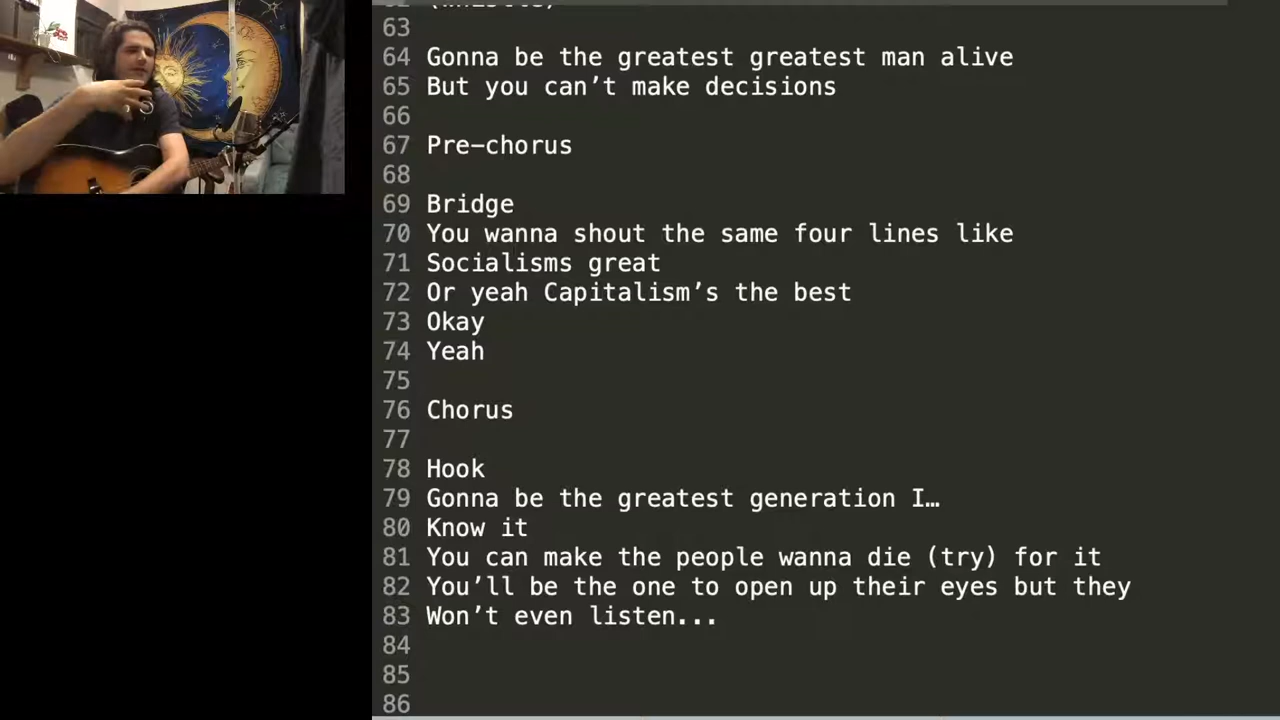 63
64 Gonna be the greatest greatest man alive
65 But you can’t make decisions
66
67 Pre-chorus
68
69 Bridge
70 You wanna shout the same four lines like
71 Socialisms great
72 Or yeah Capitalism’s the best
73 Okay
74 Yeah
75
76 Chorus
77
78 Hook
79 Gonna be the greatest generation I…
80 Know it
81 You can make the people wanna die (try) for it
82 You’ll be the one to open up their eyes but they
83 Won’t even listen...
84
85
86